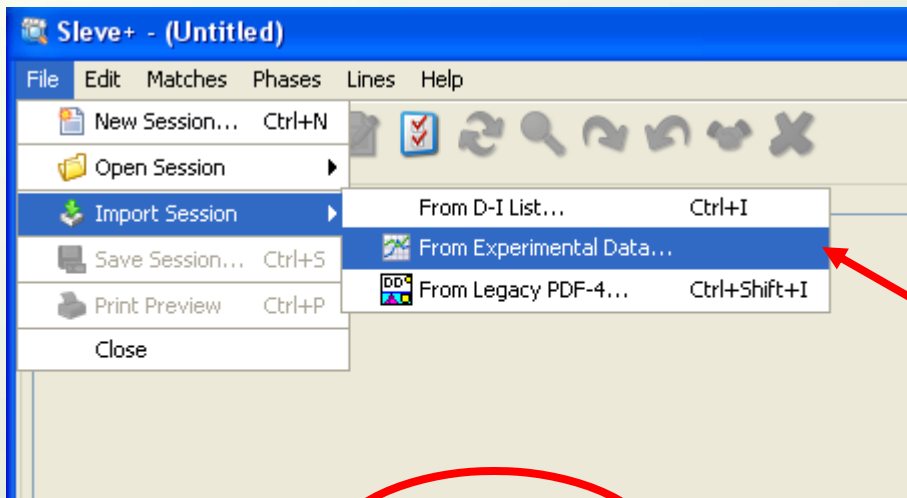 Sleve+ - (Untitled)
File Edit Matches Phases Lines Help
New Session... Ctrl+N
Open Session
Import Session
From D-I List... Ctrl+I
From Experimental Data...
Save Session... Ctrl+S
From Legacy PDF-4... Ctrl+Shift+I
Print Preview Ctrl+P
Close